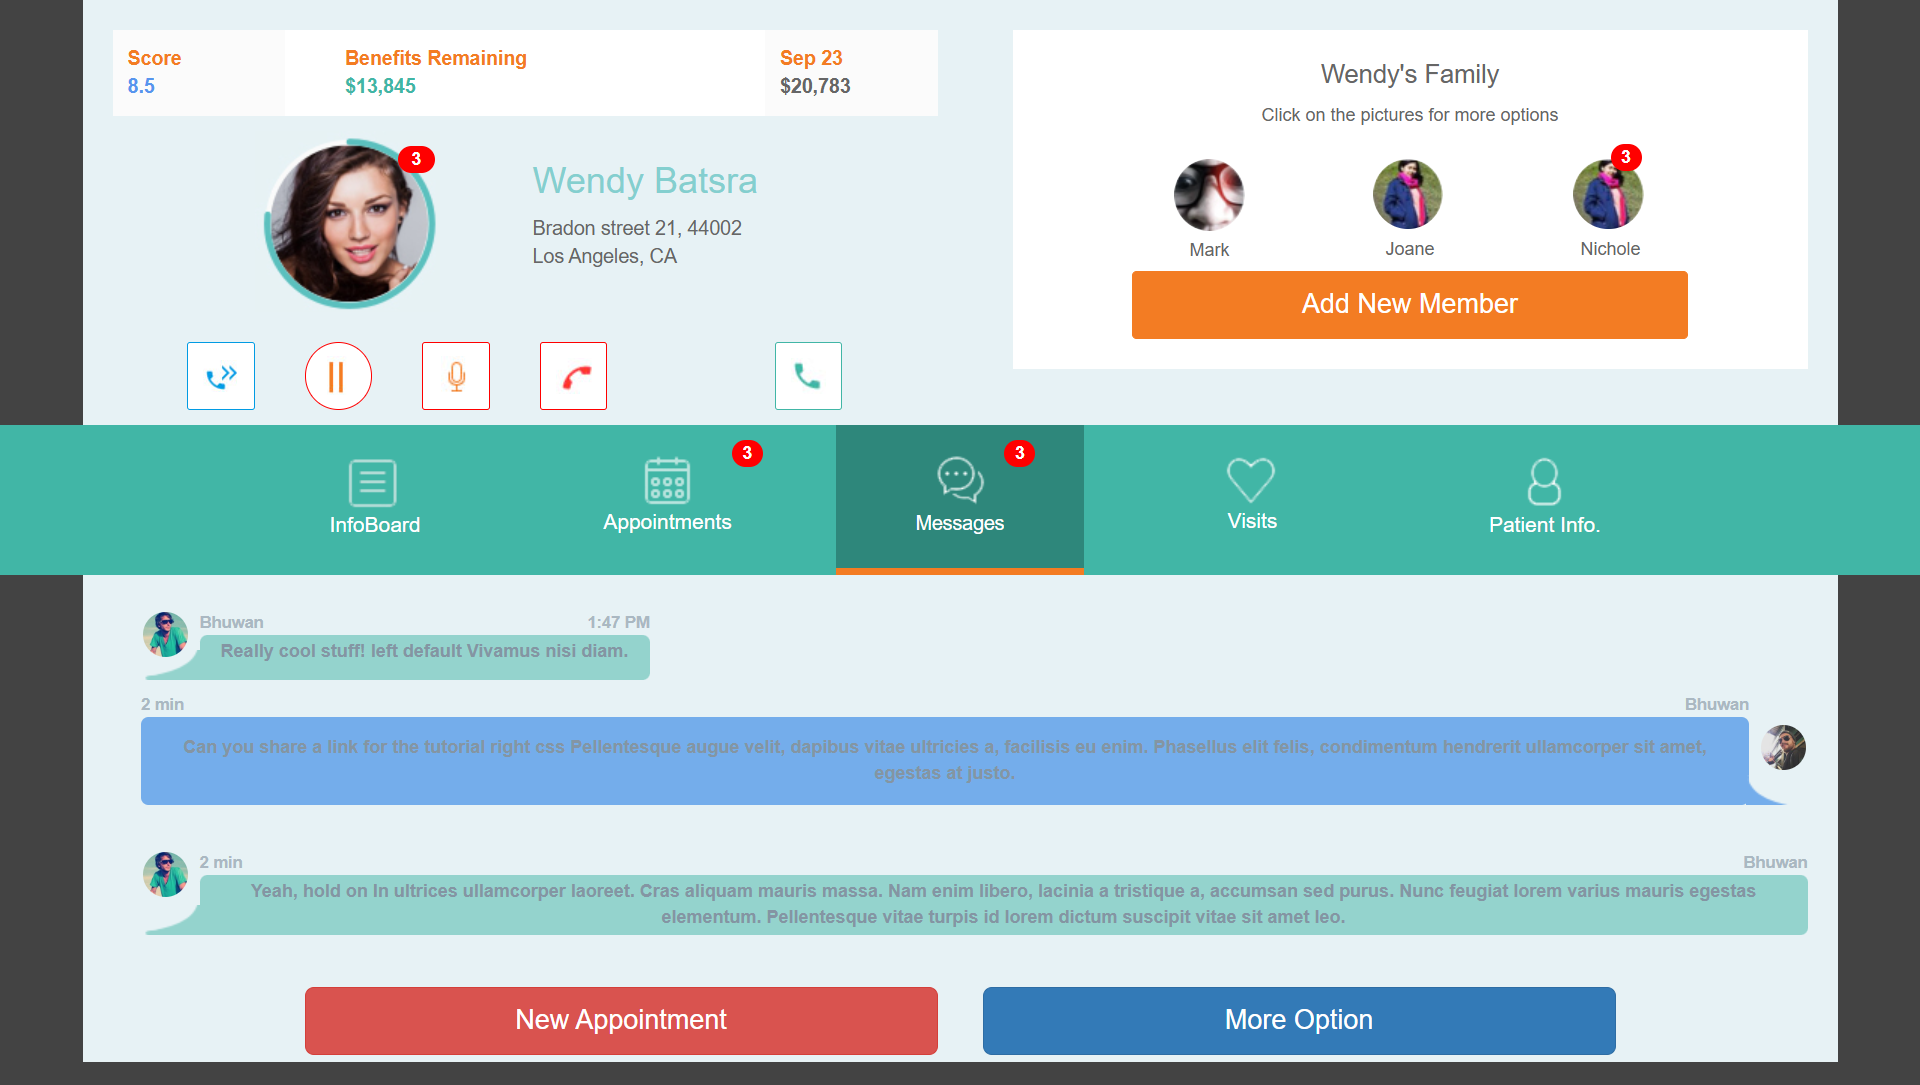 Score
8.5
Benefits Remaining
$13,845
Sep 23
$20,783
3
Wendy Batsra
Bradon street 21, 44002
Los Angeles, CA
Wendy's Family
Click on the pictures for more options
3
Mark
Joane
Nichole
Add New Member
InfoBoard
3
Appointments
3
Messages
Visits
Patient Info.
Bhuwan 1:47 PM
Really cool stuff! left default Vivamus nisi diam.
2 min Bhuwan
Can you share a link for the tutorial right css Pellentesque augue velit, dapibus vitae ultricies a, facilisis eu enim. Phasellus elit felis, condimentum hendrerit ullamcorper sit amet,
egestas at justo.
2 min Bhuwan
Yeah, hold on In ultrices ullamcorper laoreet. Cras aliquam mauris massa. Nam enim libero, lacinia a tristique a, accumsan sed purus. Nunc feugiat lorem varius mauris egestas
elementum. Pellentesque vitae turpis id lorem dictum suscipit vitae sit amet leo.
New Appointment
More Option